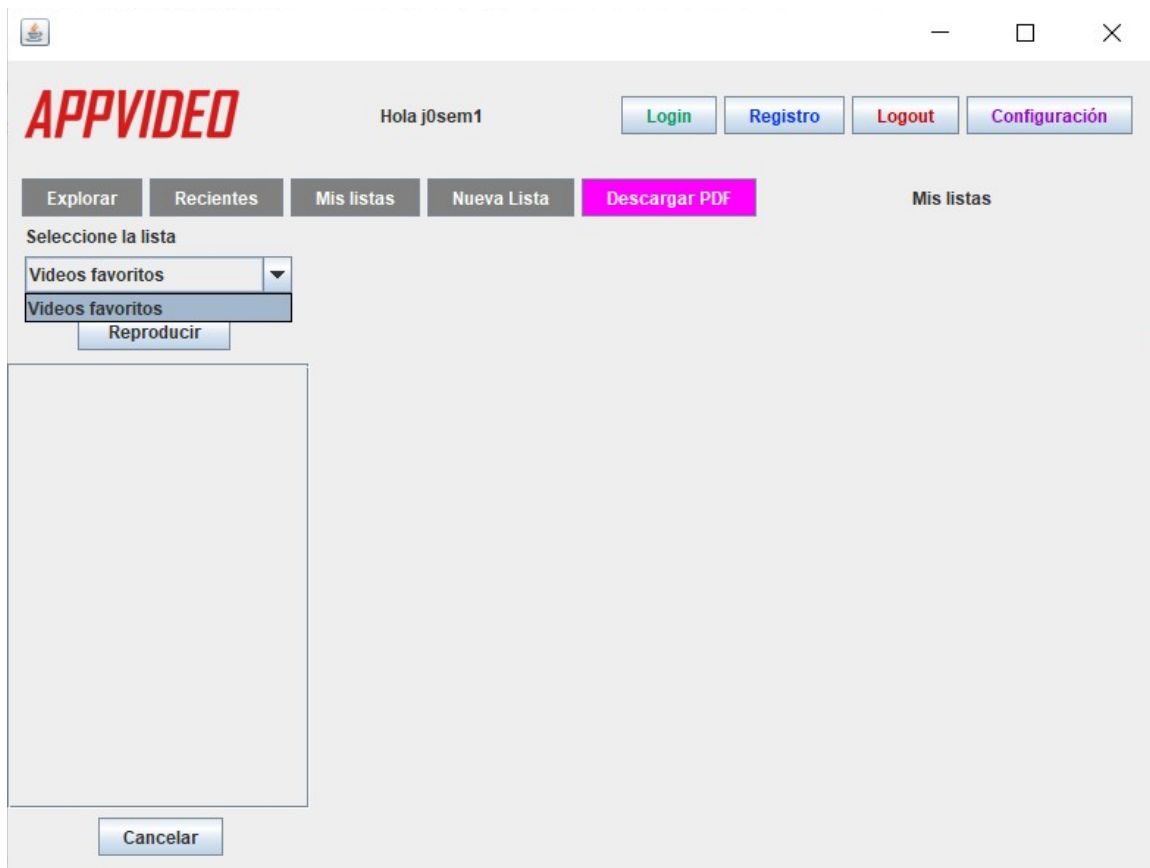 APPVIDEO Hola j0sem1 Login Registro Logout Configuración
Explorar Recientes Mis listas Nueva Lista Descargar PDF Mis listas
Seleccione la lista
Videos favoritos
Videos favoritos
Reproducir
Cancelar